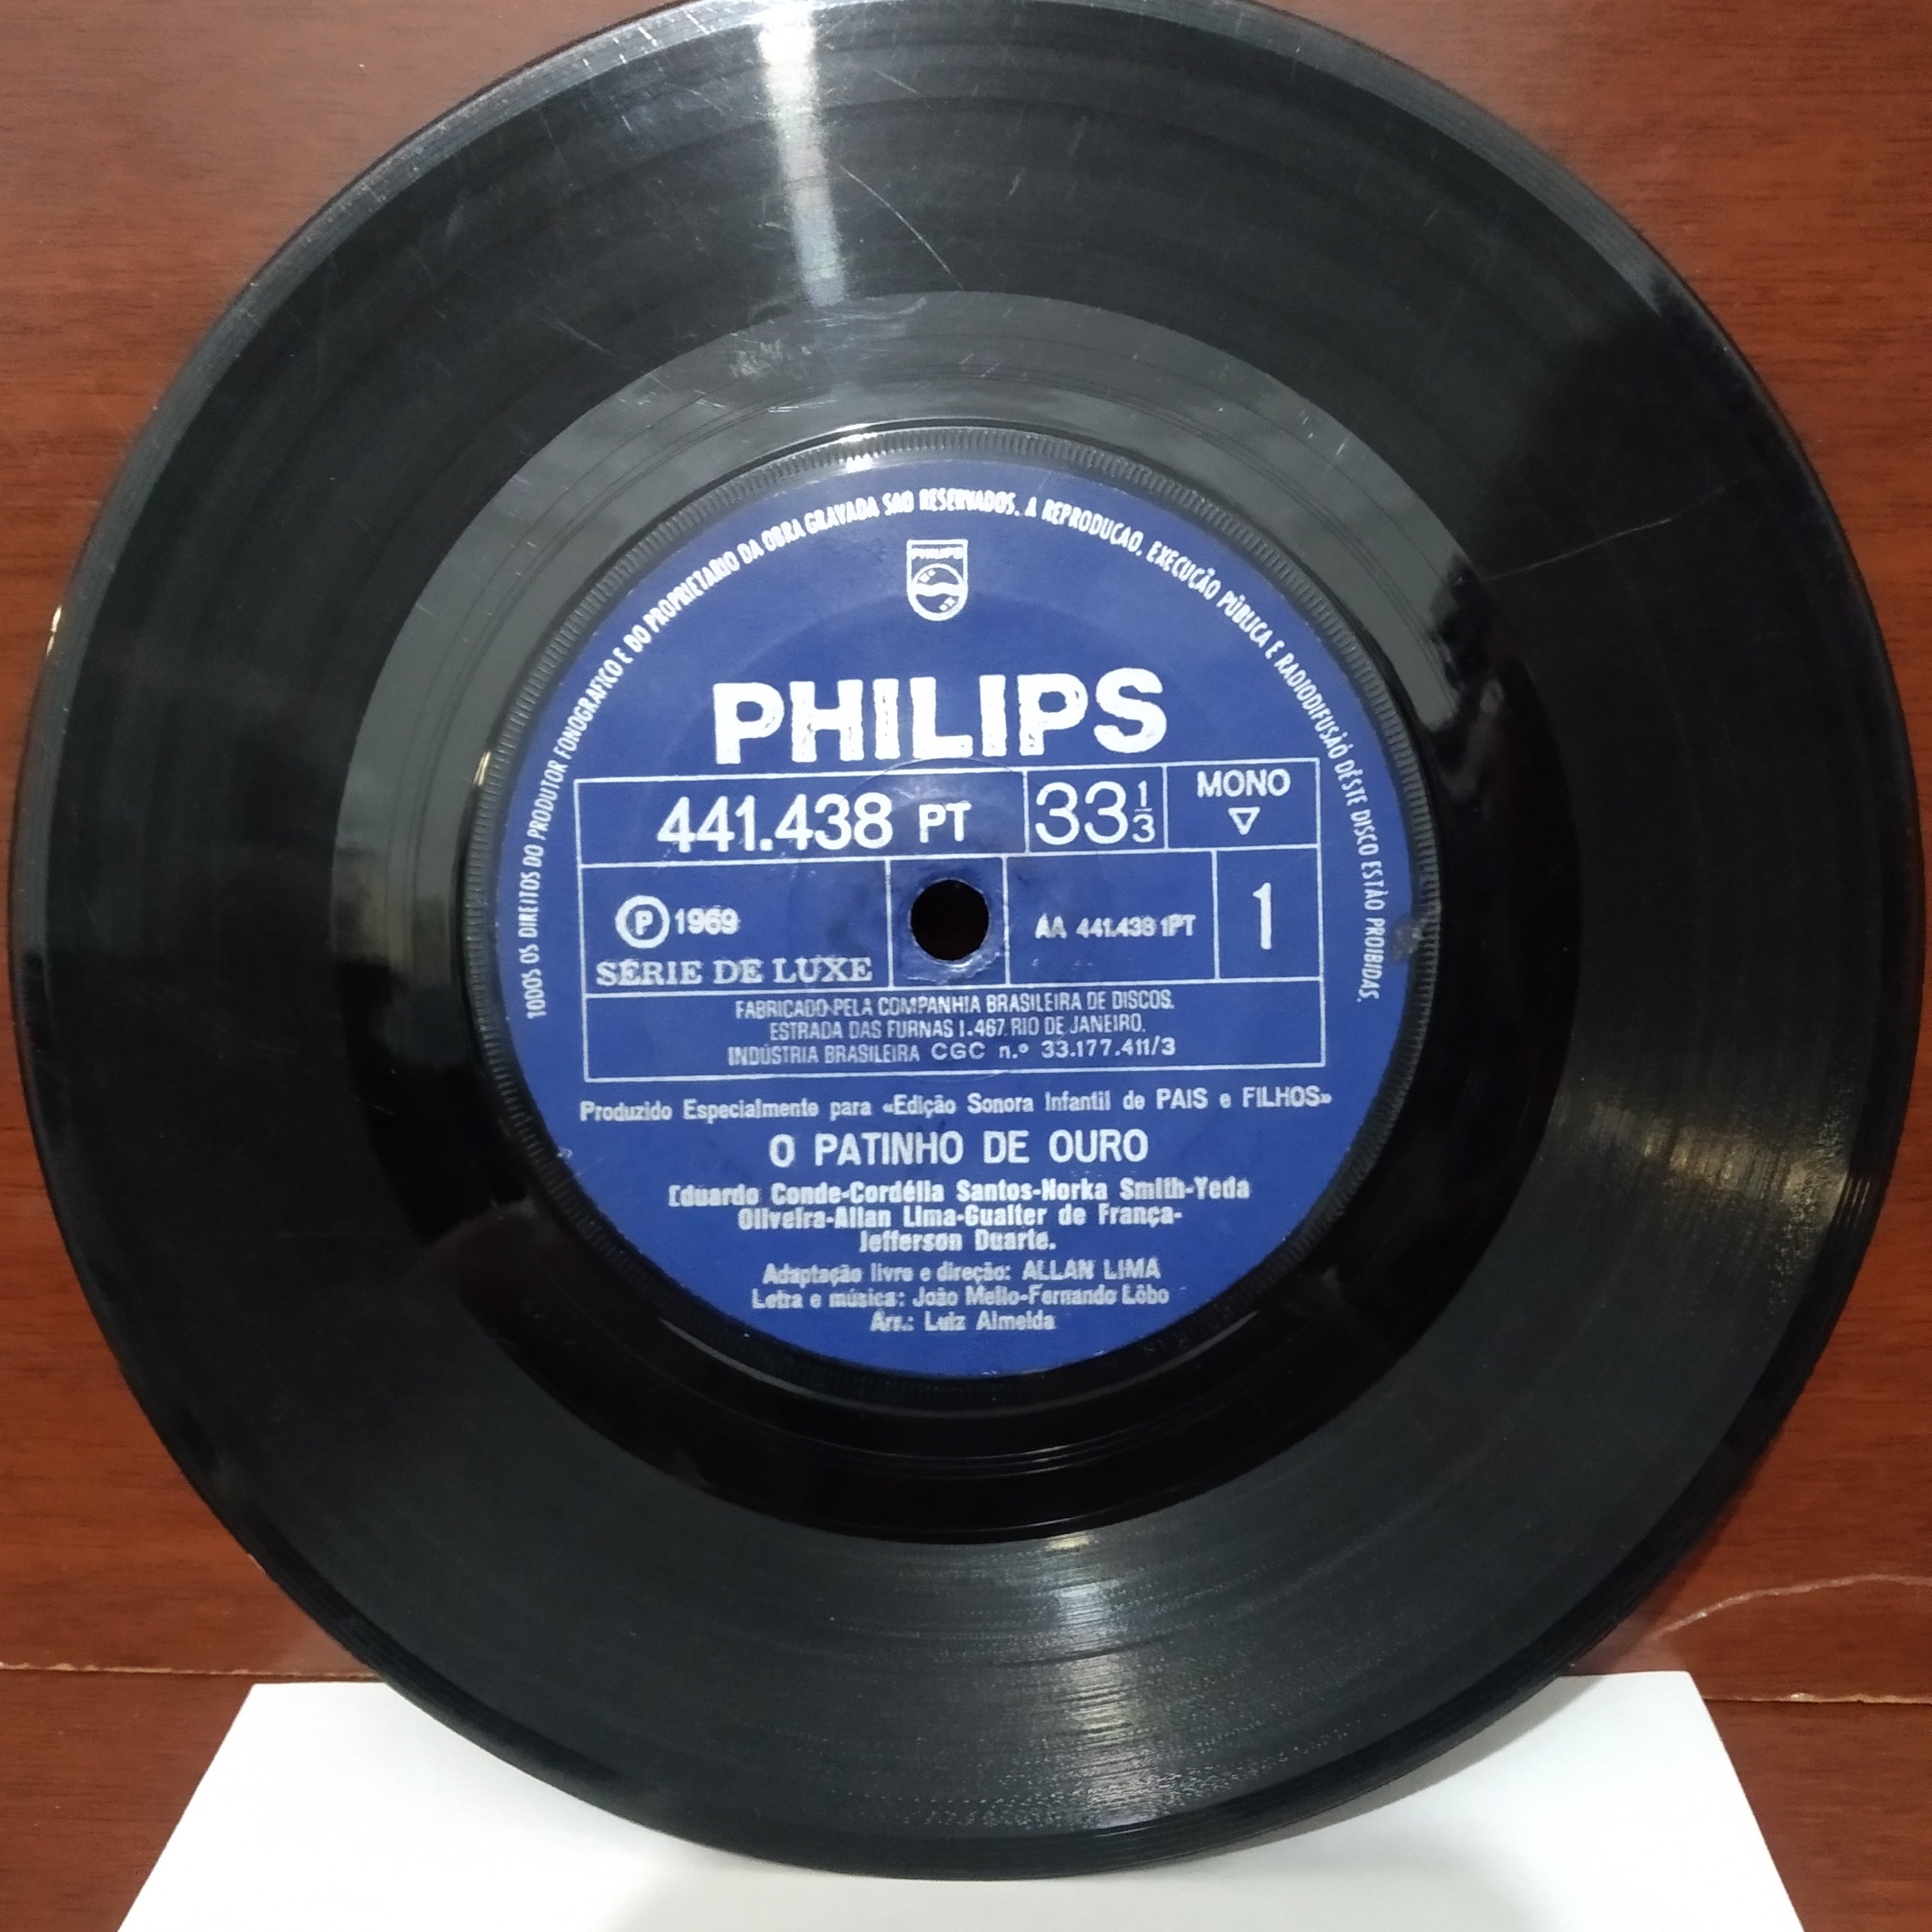 TODOS OS DIREITOS DO PRODUTOR FONOGRAFICO E DO PROPRIETARIO DA OBRA GRAVADA SAO RESERVADOS. A REPRODUÇAO, EXECUÇÃO PÚBLICA E RADIODIFUSÃO DÊSTE DISCO ESTÃO PROIBIDAS.
PHILIPS
PHILIPS
441.438 PT
33 1/3
MONO
▽
Ⓟ 1969
SÉRIE DE LUXE
AA 441.438 1PT
1
FABRICADO PELA COMPANHIA BRASILEIRA DE DISCOS.
ESTRADA DAS FURNAS 1.467 RIO DE JANEIRO.
INDÚSTRIA BRASILEIRA CGC n.º 33.177.411/3
Produzido Especialmente para «Edição Sonora Infantil de PAIS e FILHOS»
O PATINHO DE OURO
Eduardo Conde-Cordélia Santos-Norka Smith-Yeda
Oliveira-Allan Lima-Gualter de França-
Jefferson Duarte.
Adaptação livre e direção: ALLAN LIMA
Letra e música: João Mello-Fernando Lôbo
Arr.: Luiz Almeida